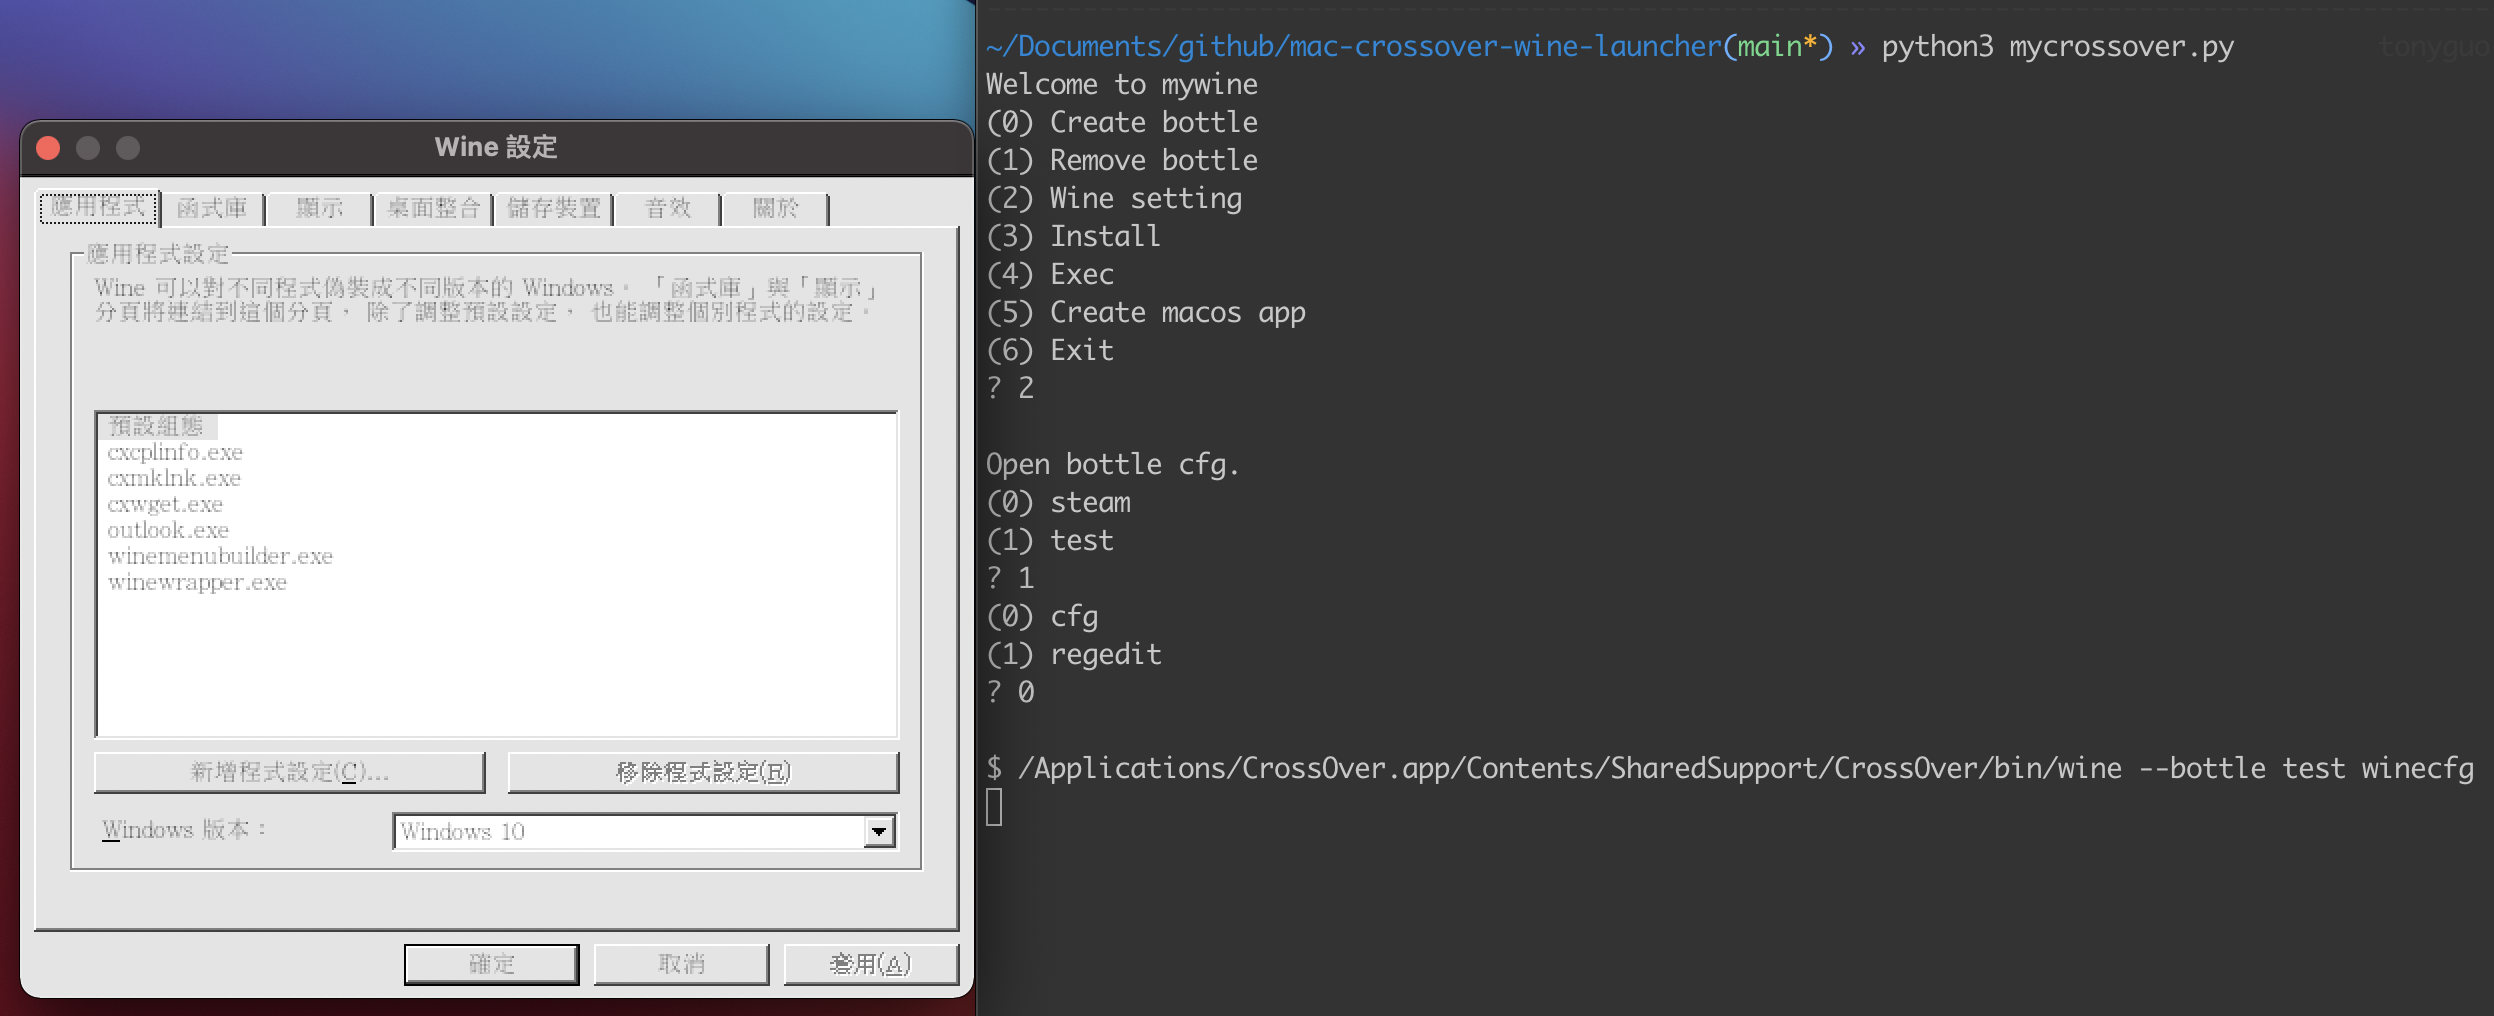 Wine 設定
應用程式 函式庫 顯示 桌面整合 儲存裝置 音效 關於
應用程式設定
Wine 可以對不同程式偽裝成不同版本的 Windows。「函式庫」與「顯示」
分頁將連結到這個分頁，除了調整預設設定，也能調整個別程式的設定。
預設組態
cxcplinfo.exe
cxmklnk.exe
cxwget.exe
outlook.exe
winemenubuilder.exe
winewrapper.exe
新增程式設定(C)... 移除程式設定(R)
Windows 版本： Windows 10
確定 取消 套用(A)
~/Documents/github/mac-crossover-wine-launcher(main*) » python3 mycrossover.py tonyguo
Welcome to mywine
(0) Create bottle
(1) Remove bottle
(2) Wine setting
(3) Install
(4) Exec
(5) Create macos app
(6) Exit
? 2
Open bottle cfg.
(0) steam
(1) test
? 1
(0) cfg
(1) regedit
? 0
$ /Applications/CrossOver.app/Contents/SharedSupport/CrossOver/bin/wine --bottle test winecfg